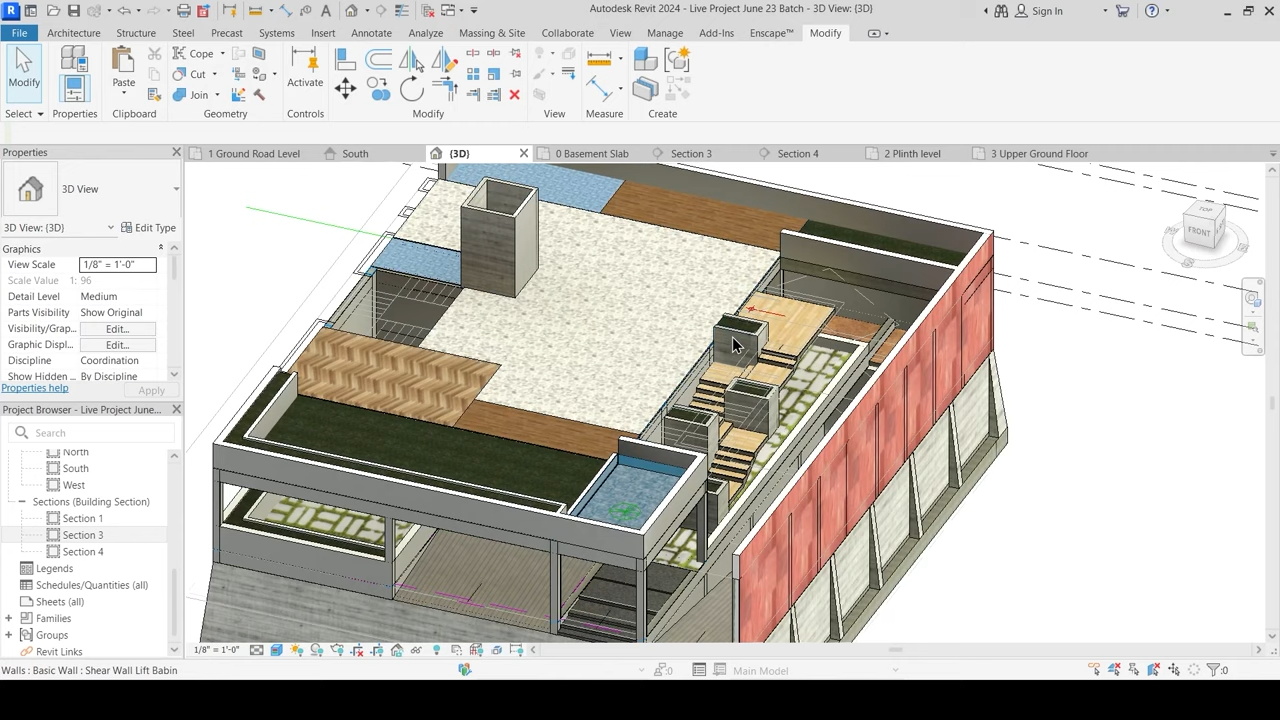 Autodesk Revit 2024 - Live Project June 23 Batch - 3D View: {3D}
Sign In
File Architecture Structure Steel Precast Systems Insert Annotate Analyze Massing & Site Collaborate View Manage Add-Ins Enscape™ Modify
Modify Paste Cope Cut Join Activate
Select Properties Clipboard Geometry Controls Modify View Measure Create
Properties
1 Ground Road Level South {3D} 0 Basement Slab Section 3 Section 4 2 Plinth level 3 Upper Ground Floor
3D View
3D View: {3D} Edit Type
Graphics
View Scale 1/8" = 1'-0"
Scale Value 1: 96
Detail Level Medium
Parts Visibility Show Original
Visibility/Grap... Edit...
Graphic Displ... Edit...
Discipline Coordination
Show Hidden ... By Discipline
Properties help Apply
Project Browser - Live Project June...
Search
North
South
West
Sections (Building Section)
Section 1
Section 3
Section 4
Legends
Schedules/Quantities (all)
Sheets (all)
Families
Groups
Revit Links
TOP
FRONT
1/8" = 1'-0"
Walls : Basic Wall : Shear Wall Lift Babin
:0
Main Model
:0